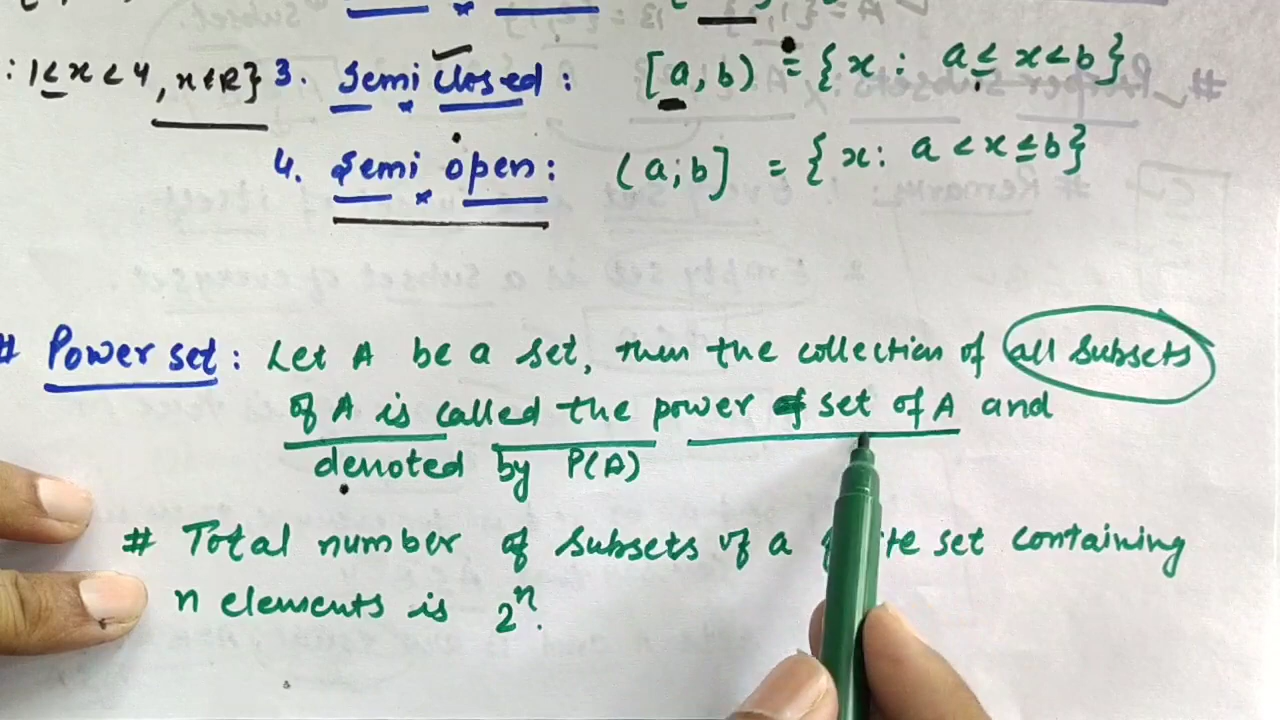 : 1≤x<4, x∈R} 3. Semi closed : [a, b) = {x : a≤x<b}
4. Semi open: (a; b] = {x: a<x≤b}
# Power set: Let A be a set, then the collection of all subsets
of A is called the power set of A and
denoted by P(A)
# Total number of subsets of a set containing
n elements is 2ⁿ.